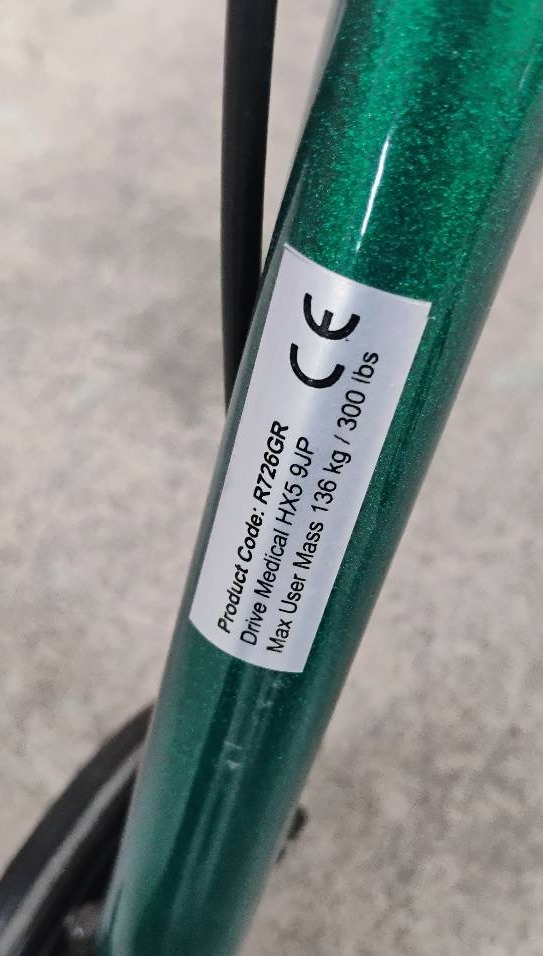 CE
Product Code: R726GR
Drive Medical HX5 9JP
Max User Mass 136 kg / 300 lbs